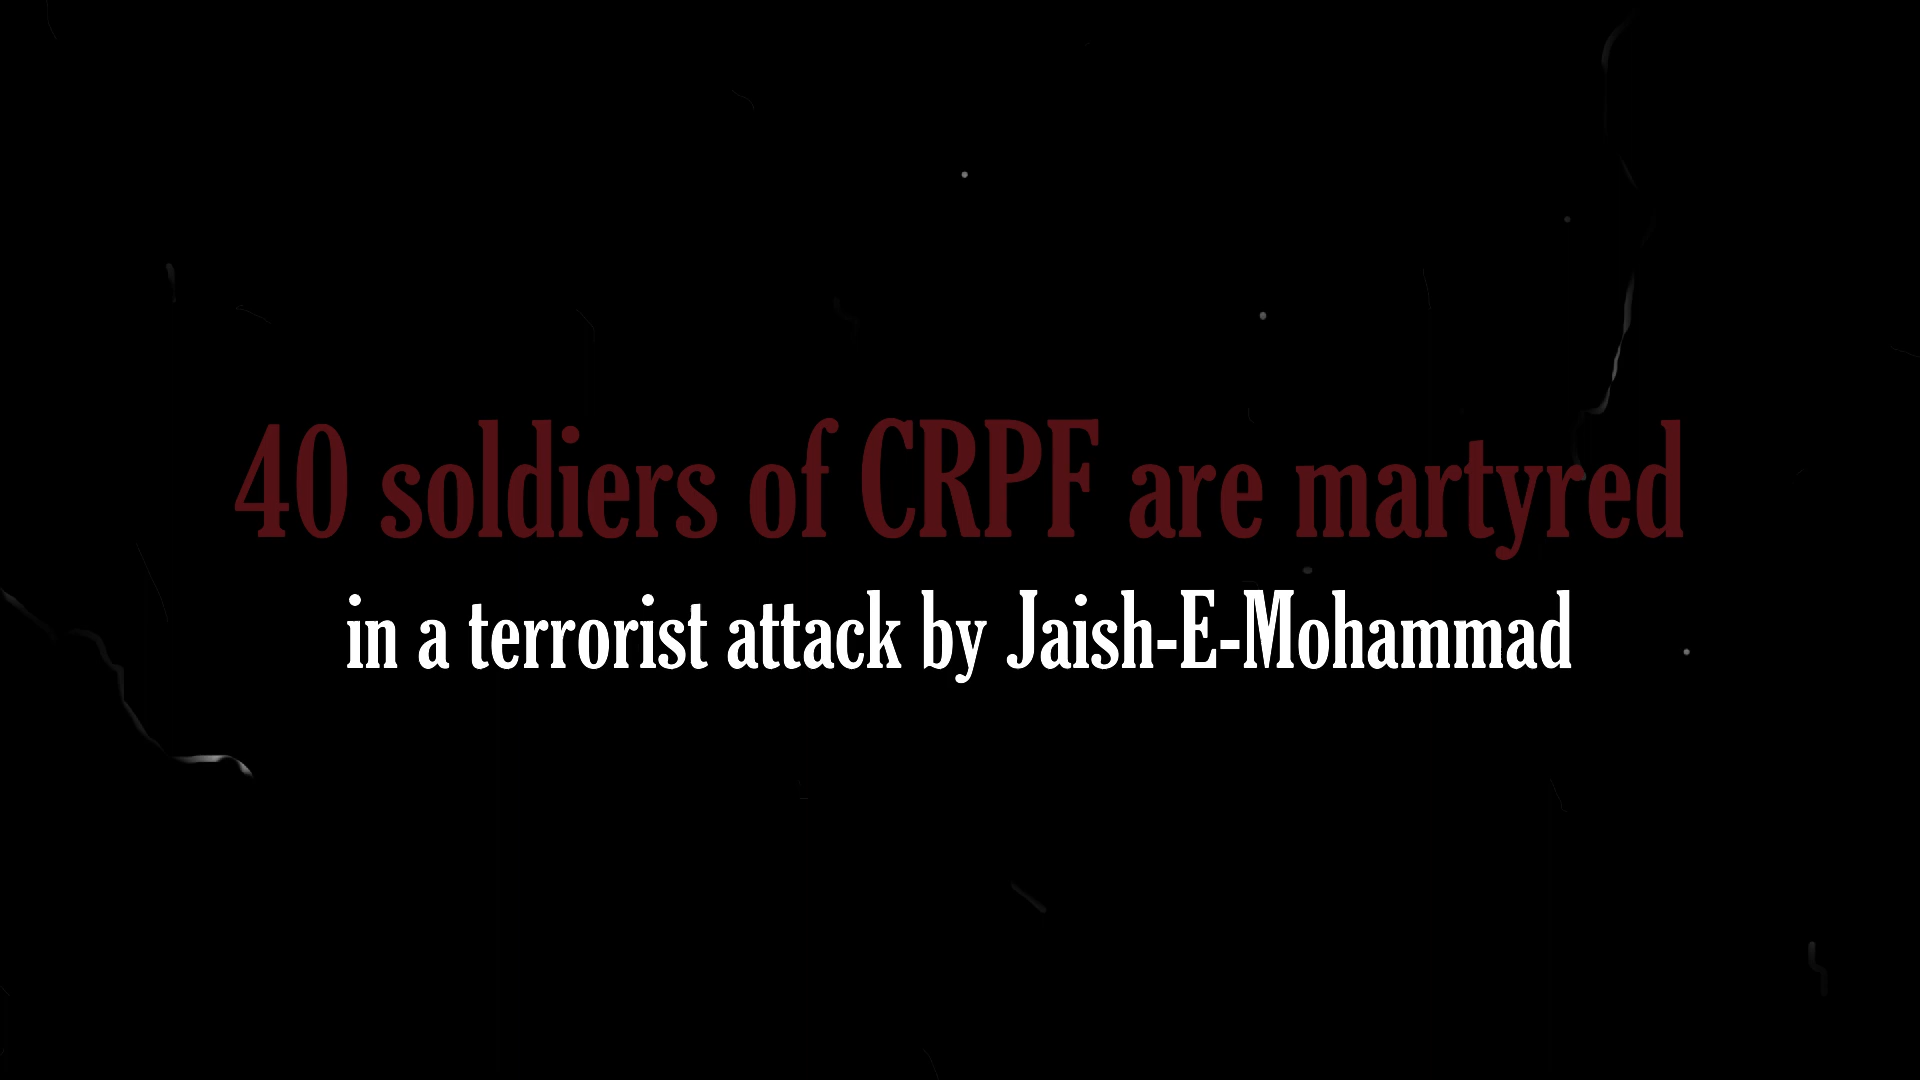 40 soldiers of CRPF are martyred
in a terrorist attack by Jaish-E-Mohammad